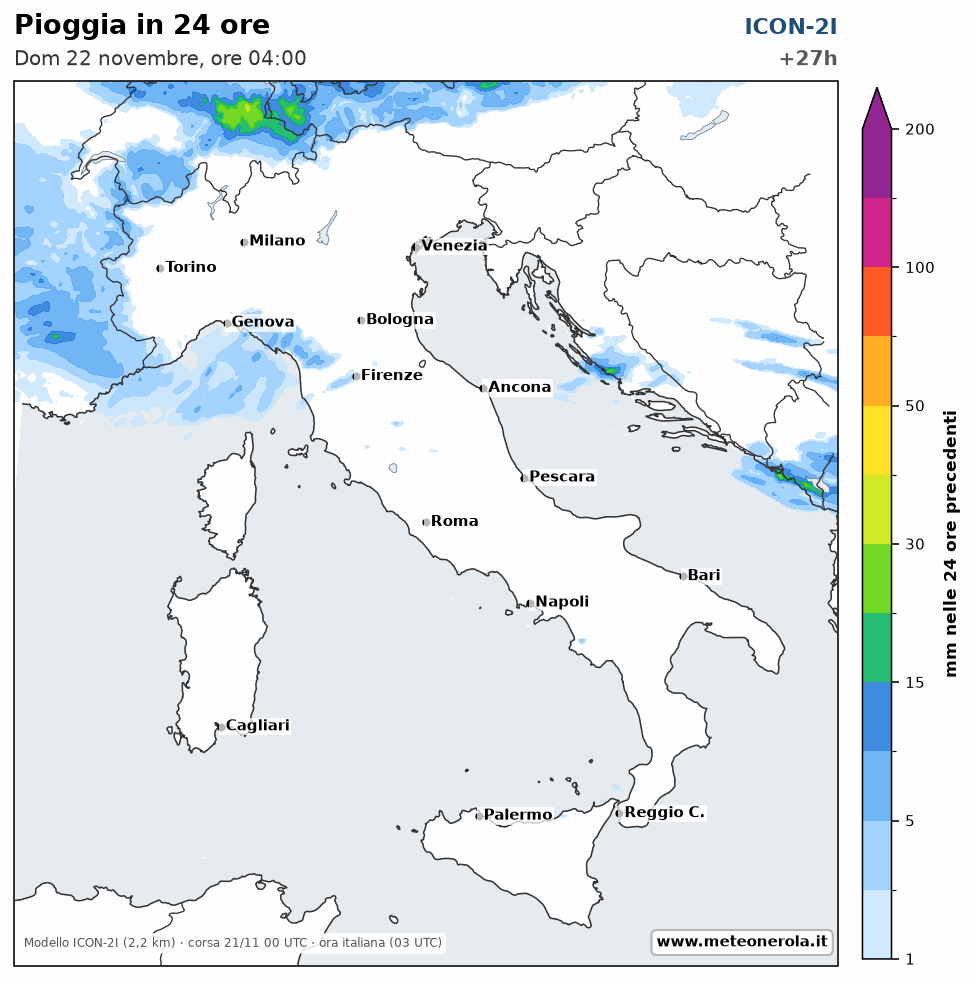 Pioggia in 24 ore
ICON-2I
Dom 22 novembre, ore 04:00
+27h
200
Milano
Venezia
Torino
100
Genova
Bologna
Firenze
Ancona
50
Pescara
Roma
30
Bari
Napoli
15
Cagliari
Palermo
Reggio C.
5
1
mm nelle 24 ore precedenti
Modello ICON-2I (2,2 km) · corsa 21/11 00 UTC · ora italiana (03 UTC)
www.meteonerola.it